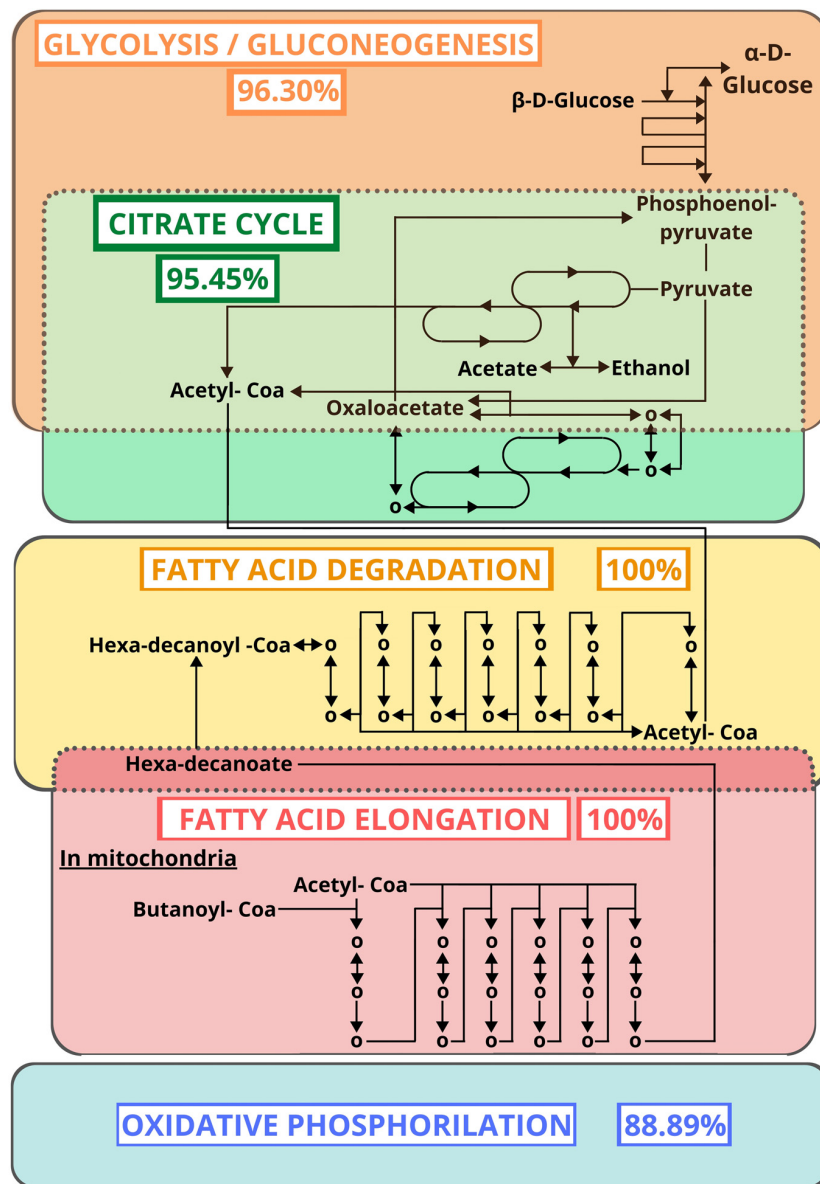 GLYCOLYSIS / GLUCONEOGENESIS
96.30%
α-D-
Glucose
β-D-Glucose
CITRATE CYCLE
95.45%
Phosphoenol-
pyruvate
Pyruvate
Acetate
Ethanol
Acetyl- Coa
Oxaloacetate
o
o
o
FATTY ACID DEGRADATION
100%
Hexa-decanoyl -Coa
o o o o o o o
o o o o o o
Acetyl- Coa
Hexa-decanoate
FATTY ACID ELONGATION
100%
In mitochondria
Acetyl- Coa
Butanoyl- Coa
o o o o o o
o o o o o o
o o o o o o
OXIDATIVE PHOSPHORILATION
88.89%